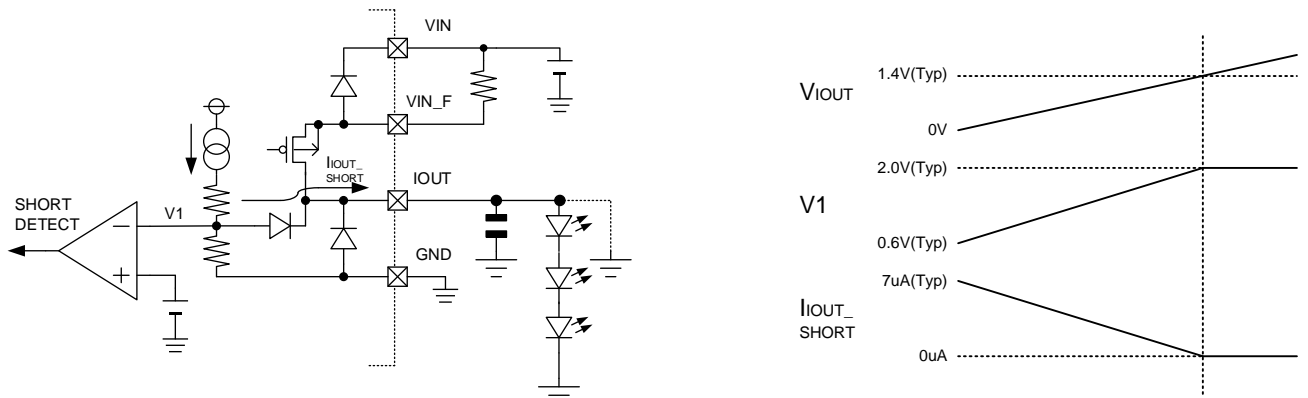 VIN
VIN_F
IIOUT_
SHORT
IOUT
SHORT
DETECT
V1
−
+
GND
VIOUT
1.4V(Typ)
0V
V1
2.0V(Typ)
0.6V(Typ)
IIOUT_
SHORT
7uA(Typ)
0uA